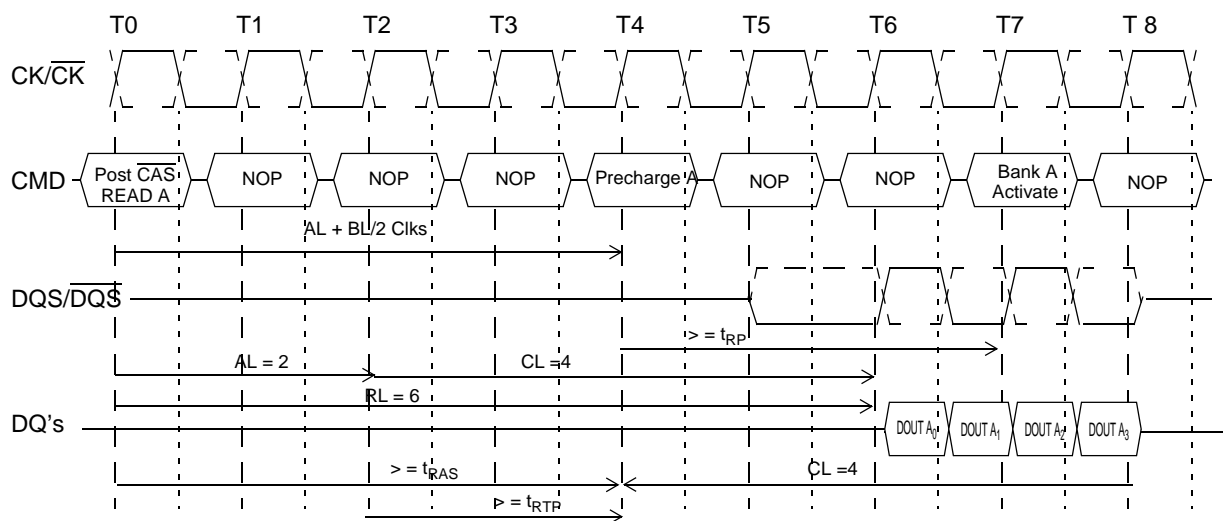 T0 T1 T2 T3 T4 T5 T6 T7 T 8
CK/CK
CMD
Post CAS
READ A
NOP
NOP
NOP
Precharge A
NOP
NOP
Bank A
Activate
NOP
AL + BL/2 Clks
DQS/DQS
> = tRP
AL = 2
CL =4
RL = 6
DQ's
DOUT A0
DOUT A1
DOUT A2
DOUT A3
> = tRAS
CL =4
> = tRTP